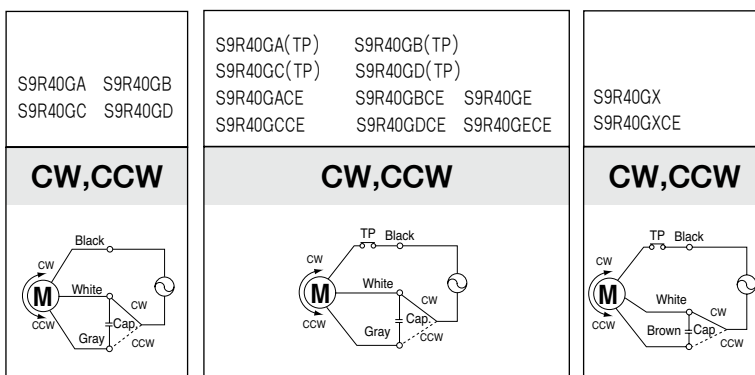 S9R40GA S9R40GB
S9R40GC S9R40GD
CW,CCW
Black
CW
White
M
CW
Cap.
CCW
Gray
CCW
S9R40GA(TP) S9R40GB(TP)
S9R40GC(TP) S9R40GD(TP)
S9R40GACE S9R40GBCE S9R40GE
S9R40GCCE S9R40GDCE S9R40GECE
CW,CCW
TP Black
CW
White
M
CW
Cap.
CCW
Gray
CCW
S9R40GX
S9R40GXCE
CW,CCW
TP Black
CW
M
White
CW
CCW
Brown Cap.
CCW